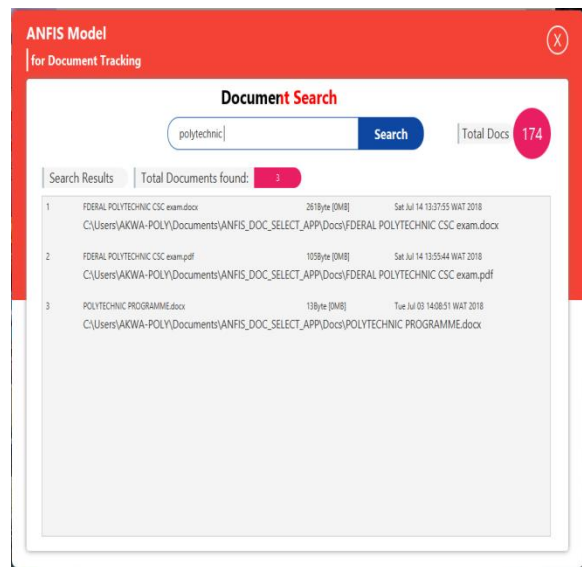 ANFIS Model
for Document Tracking
X
Document Search
polytechnic
Search
Total Docs 174
Search Results Total Documents found: 3
1 FDERAL POLYTECHNIC CSC exam.docx 261Byte [0MB] Sat Jul 14 13:37:55 WAT 2018
C:\Users\AKWA-POLY\Documents\ANFIS_DOC_SELECT_APP\Docs\FDERAL POLYTECHNIC CSC exam.docx
2 FDERAL POLYTECHNIC CSC exam.pdf 105Byte [0MB] Sat Jul 14 13:55:44 WAT 2018
C:\Users\AKWA-POLY\Documents\ANFIS_DOC_SELECT_APP\Docs\FDERAL POLYTECHNIC CSC exam.pdf
3 POLYTECHNIC PROGRAMME.docx 13Byte [0MB] Tue Jul 03 14:08:51 WAT 2018
C:\Users\AKWA-POLY\Documents\ANFIS_DOC_SELECT_APP\Docs\POLYTECHNIC PROGRAMME.docx